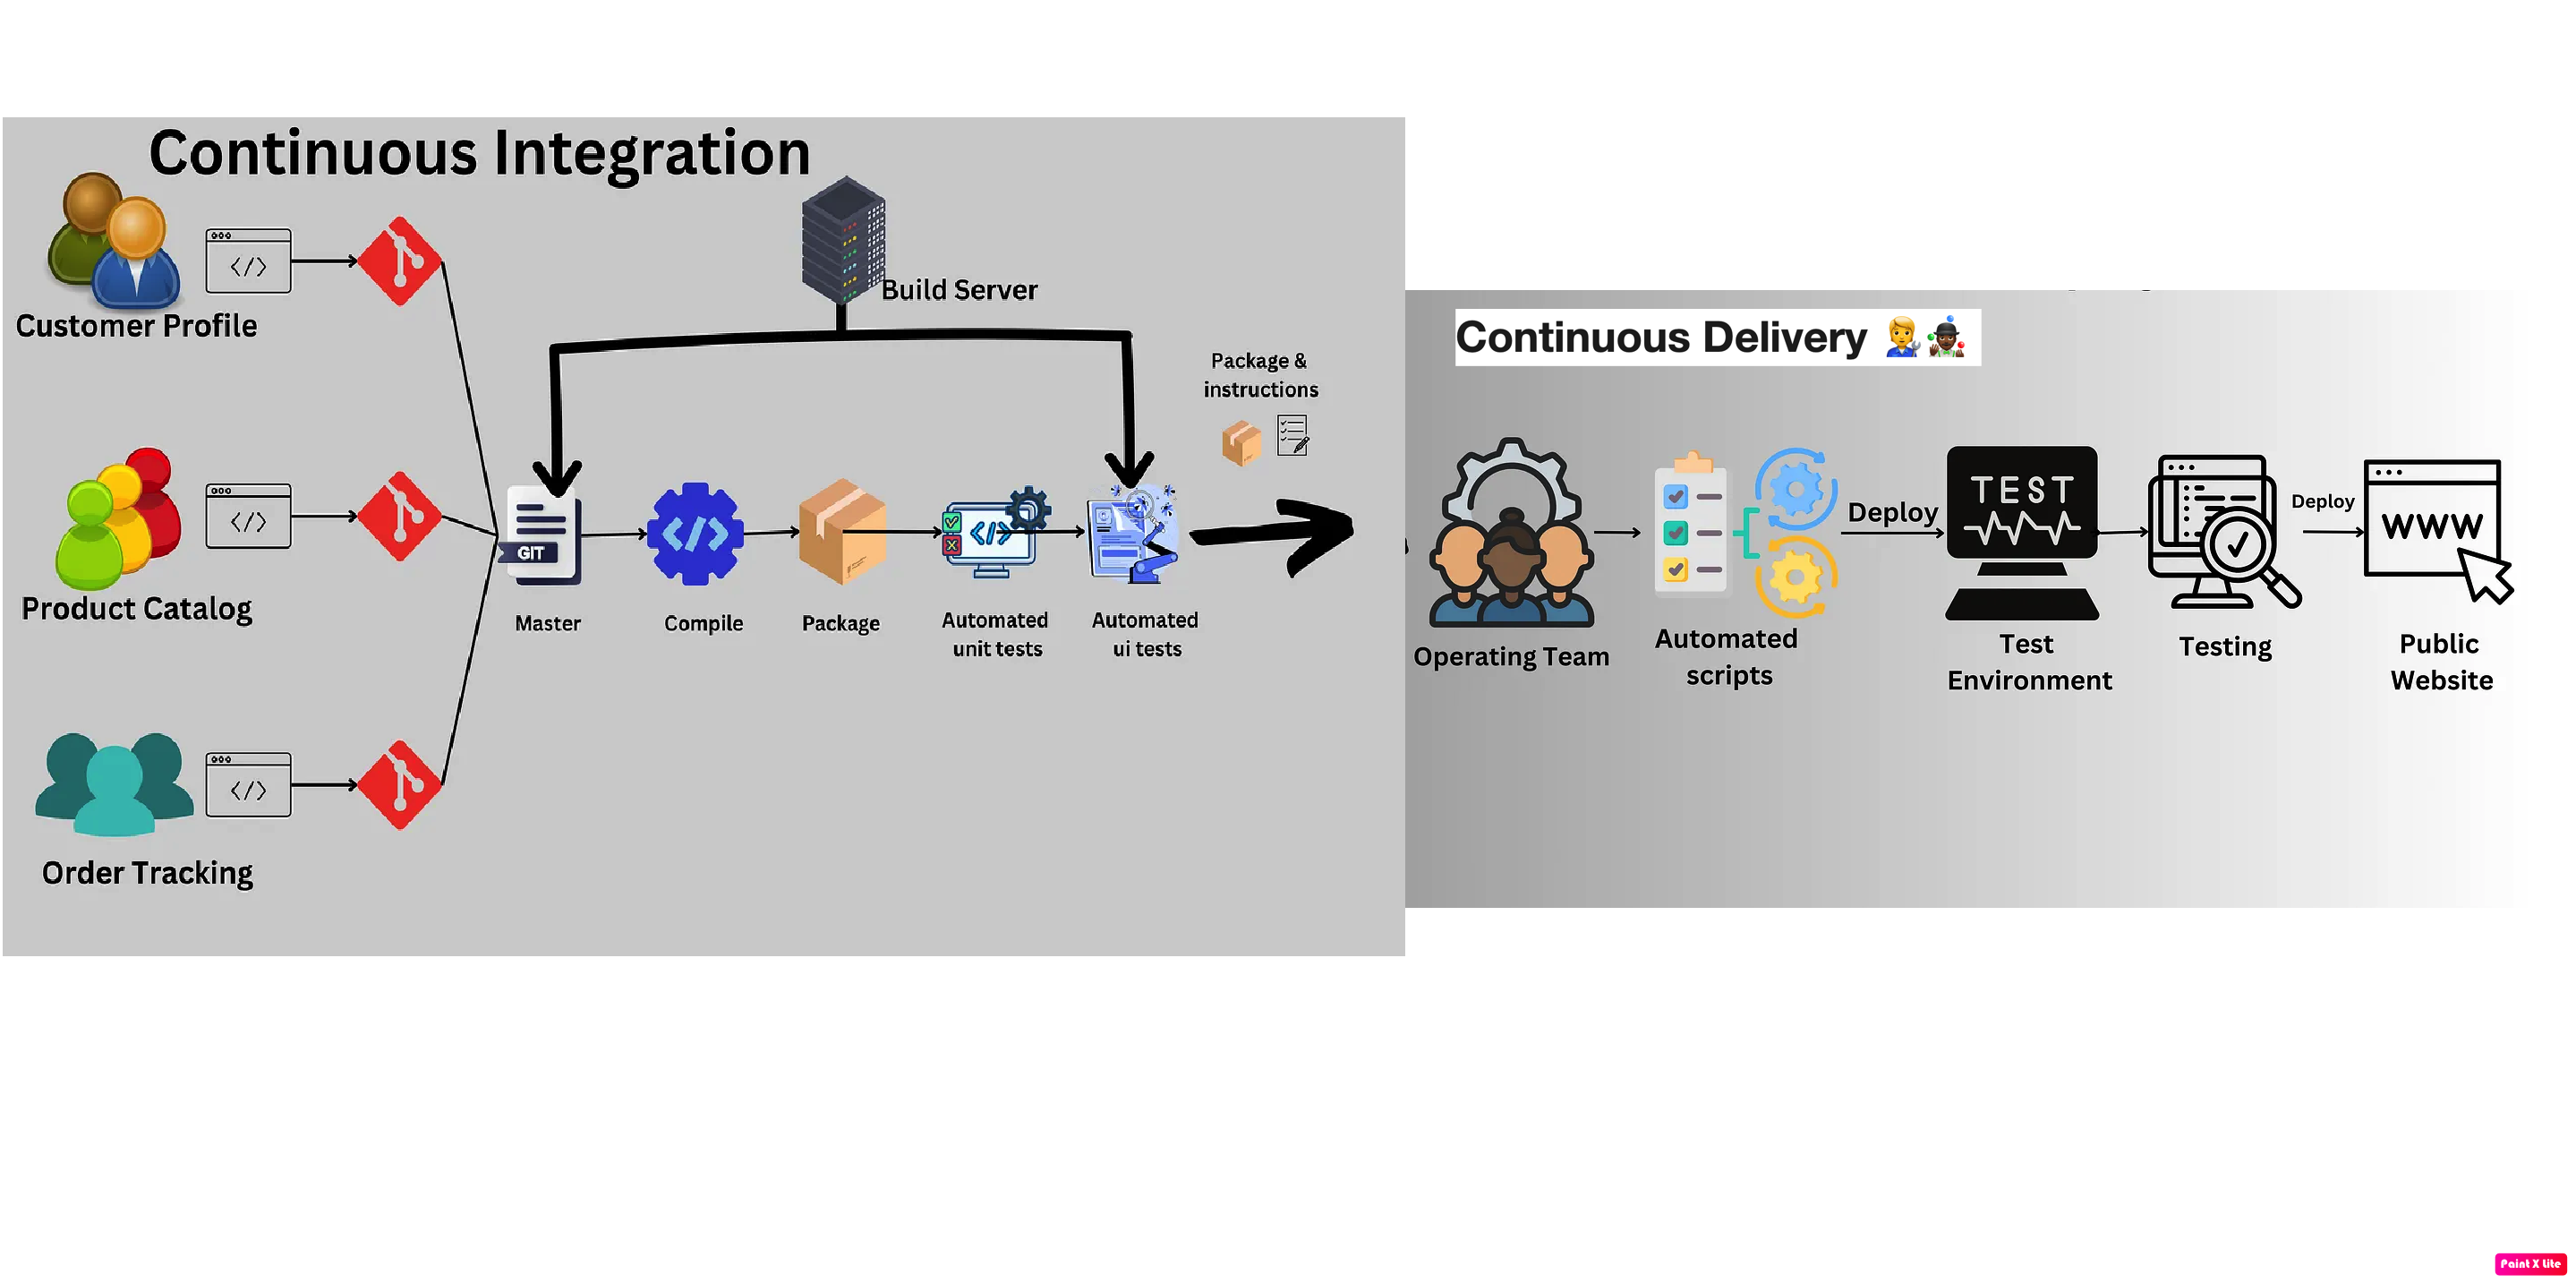 Continuous Integration
Build Server
Customer Profile
Package &
instructions
Product Catalog
GIT
Master
Compile
Package
Automated
unit tests
Automated
ui tests
Order Tracking
Continuous Delivery
Operating Team
Automated
scripts
Deploy
TEST
Test
Environment
Testing
Deploy
WWW
Public
Website
Paint X Lite